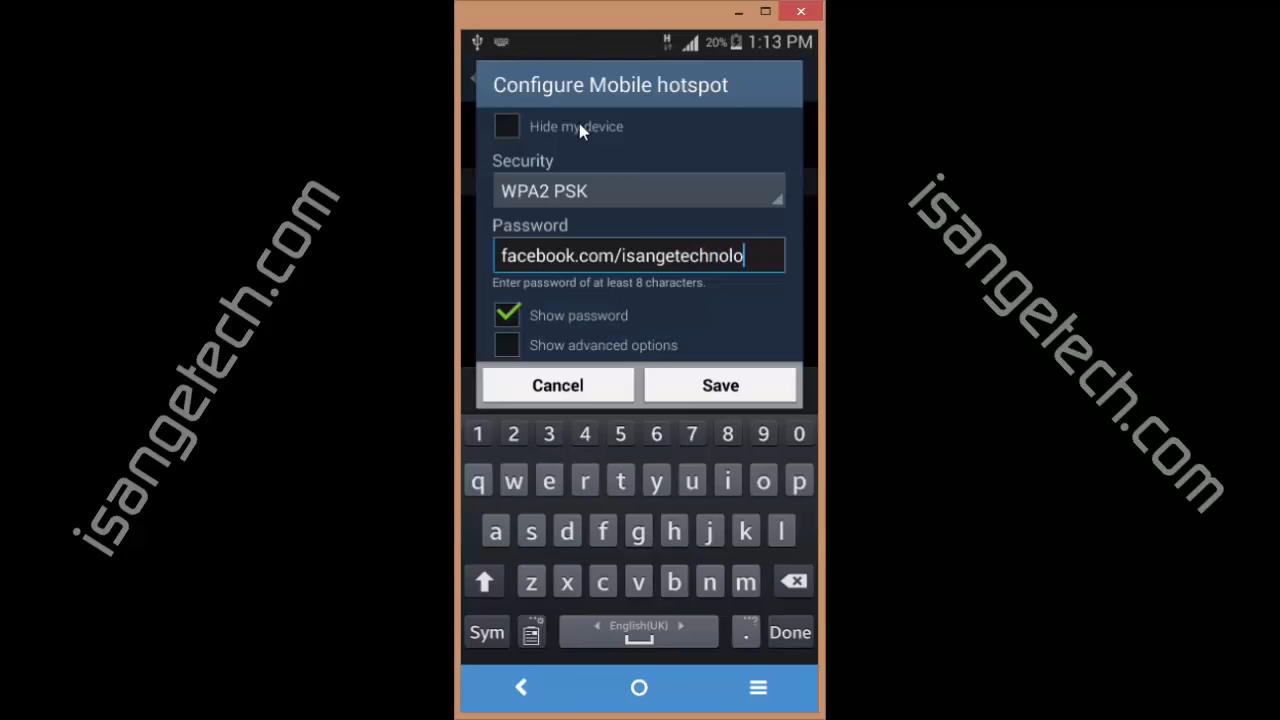 20% 1:13 PM
Configure Mobile hotspot
Hide my device
Security
WPA2 PSK
Password
facebook.com/isangetechnolo
Enter password of at least 8 characters.
Show password
Show advanced options
Cancel Save
1 2 3 4 5 6 7 8 9 0
q w e r t y u i o p
a s d f g h j k l
z x c v b n m
Sym English(UK) . Done
isangetech.com
isangetech.com